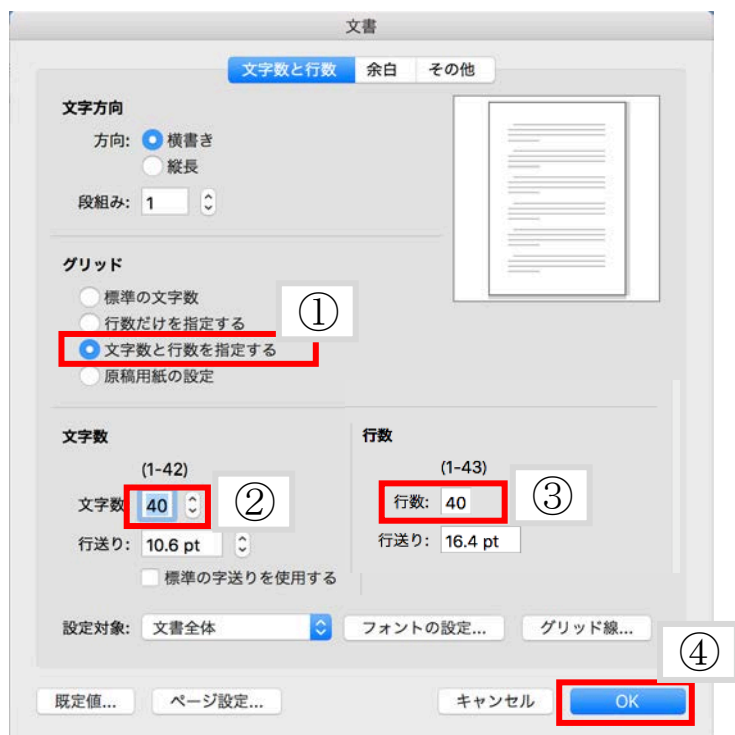 文書
文字数と行数 余白 その他
文字方向
方向: 横書き
縦長
段組み: 1
グリッド
標準の文字数
①
行数だけを指定する
文字数と行数を指定する
原稿用紙の設定
文字数 行数
(1-42) (1-43)
文字数 40 ② 行数: 40 ③
行送り: 10.6 pt 行送り: 16.4 pt
標準の字送りを使用する
設定対象: 文書全体 フォントの設定... グリッド線...
④
既定値... ページ設定... キャンセル OK